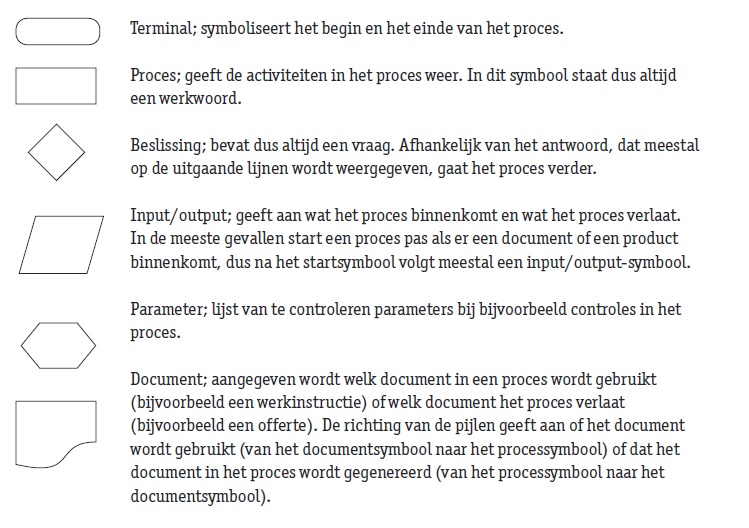 Terminal; symboliseert het begin en het einde van het proces.
Proces; geeft de activiteiten in het proces weer. In dit symbool staat dus altijd
een werkwoord.
Beslissing; bevat dus altijd een vraag. Afhankelijk van het antwoord, dat meestal
op de uitgaande lijnen wordt weergegeven, gaat het proces verder.
Input/output; geeft aan wat het proces binnenkomt en wat het proces verlaat.
In de meeste gevallen start een proces pas als er een document of een product
binnenkomt, dus na het startsymbool volgt meestal een input/output-symbool.
Parameter; lijst van te controleren parameters bij bijvoorbeeld controles in het
proces.
Document; aangegeven wordt welk document in een proces wordt gebruikt
(bijvoorbeeld een werkinstructie) of welk document het proces verlaat
(bijvoorbeeld een offerte). De richting van de pijlen geeft aan of het document
wordt gebruikt (van het documentsymbool naar het processymbool) of dat het
document in het proces wordt gegenereerd (van het processymbool naar het
documentsymbool).